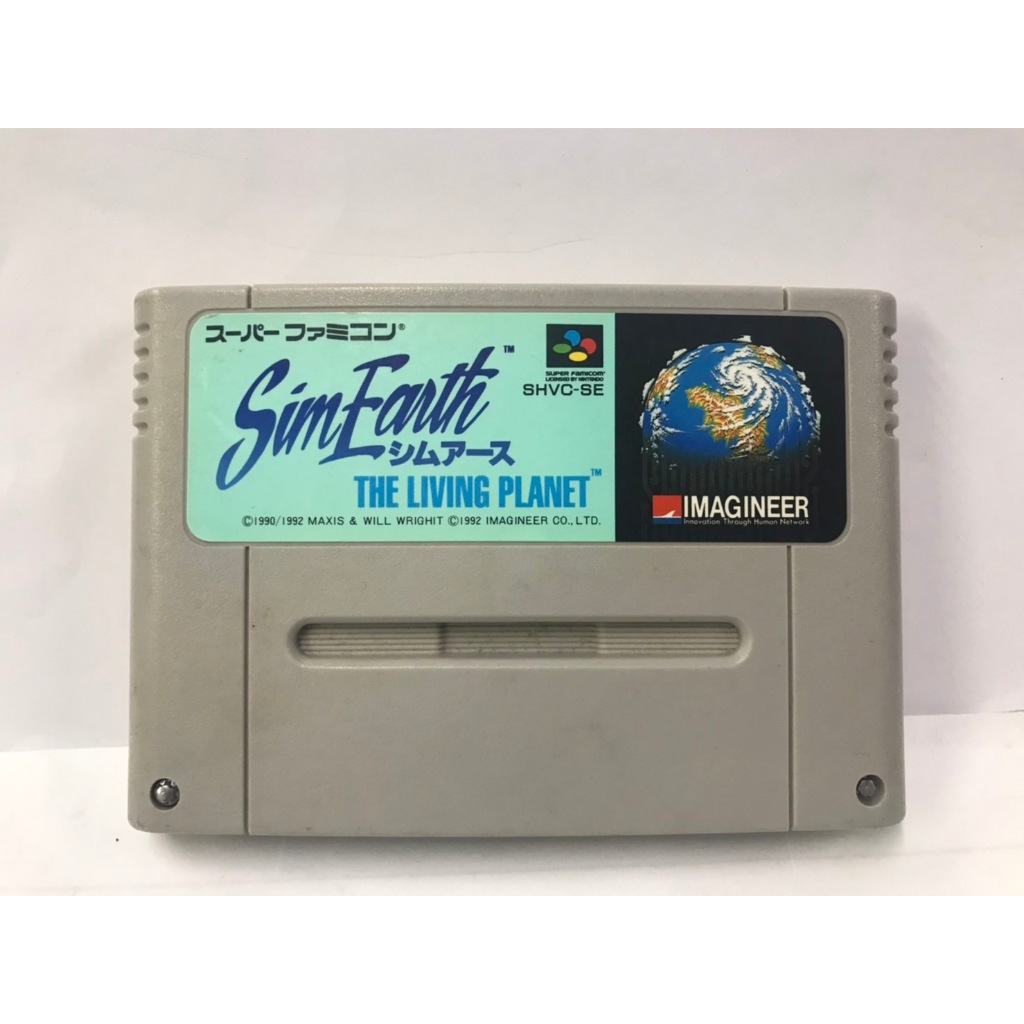 スーパーファミコン®
SimEarth™
シムアース
THE LIVING PLANET™
©1990/1992 MAXIS & WILL WRIGHIT ©1992 IMAGINEER CO., LTD.
SUPER FAMICOM
LICENSED BY NINTENDO
SHVC-SE
IMAGINEER
Innovation Through Human Network